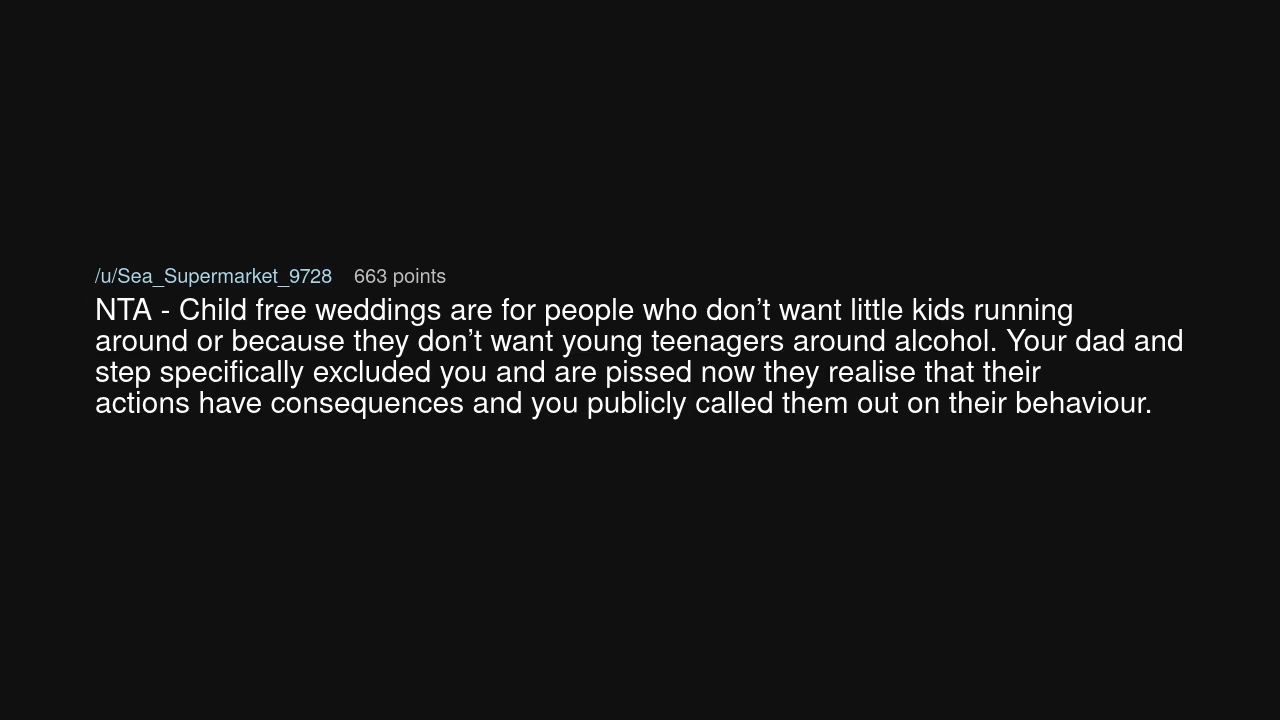 /u/Sea_Supermarket_9728 663 points
NTA - Child free weddings are for people who don’t want little kids running
around or because they don’t want young teenagers around alcohol. Your dad and
step specifically excluded you and are pissed now they realise that their
actions have consequences and you publicly called them out on their behaviour.